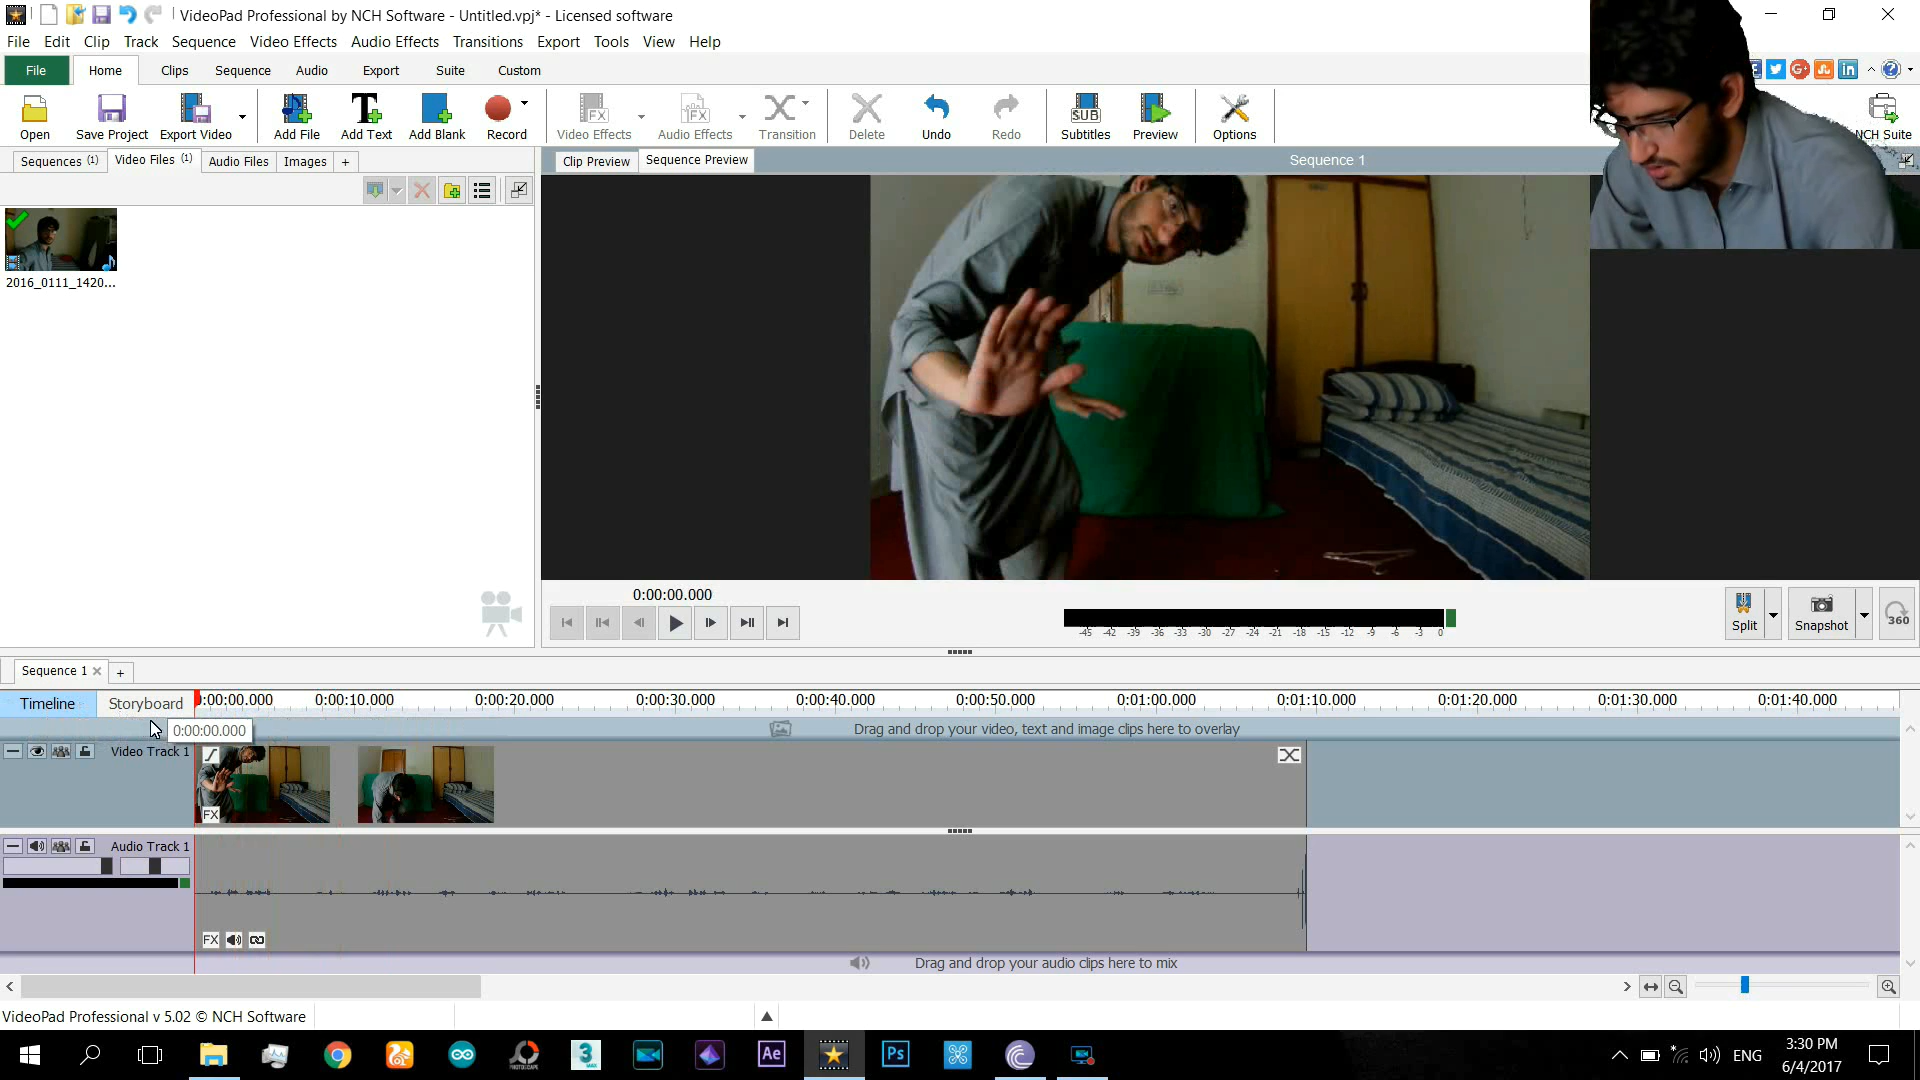 VideoPad Professional by NCH Software - Untitled.vpj* - Licensed software
File Edit Clip Track Sequence Video Effects Audio Effects Transitions Export Tools View Help
File Home Clips Sequence Audio Export Suite Custom
Open Save Project Export Video Add File Add Text Add Blank Record Video Effects Audio Effects Transition Delete Undo Redo Subtitles Preview Options NCH Suite
Sequences (1) Video Files (1) Audio Files Images +
Clip Preview Sequence Preview Sequence 1
2016_0111_1420...
0:00:00.000
-45 -42 -39 -36 -33 -30 -27 -24 -21 -18 -15 -12 -9 -6 -3 0
Split Snapshot 360
Sequence 1 +
Timeline Storyboard
0:00:00.000 0:00:10.000 0:00:20.000 0:00:30.000 0:00:40.000 0:00:50.000 0:01:00.000 0:01:10.000 0:01:20.000 0:01:30.000 0:01:40.000
0:00:00.000
Drag and drop your video, text and image clips here to overlay
Video Track 1
FX
Audio Track 1
FX
Drag and drop your audio clips here to mix
VideoPad Professional v 5.02 © NCH Software
Ae Ps
ENG
3:30 PM
6/4/2017